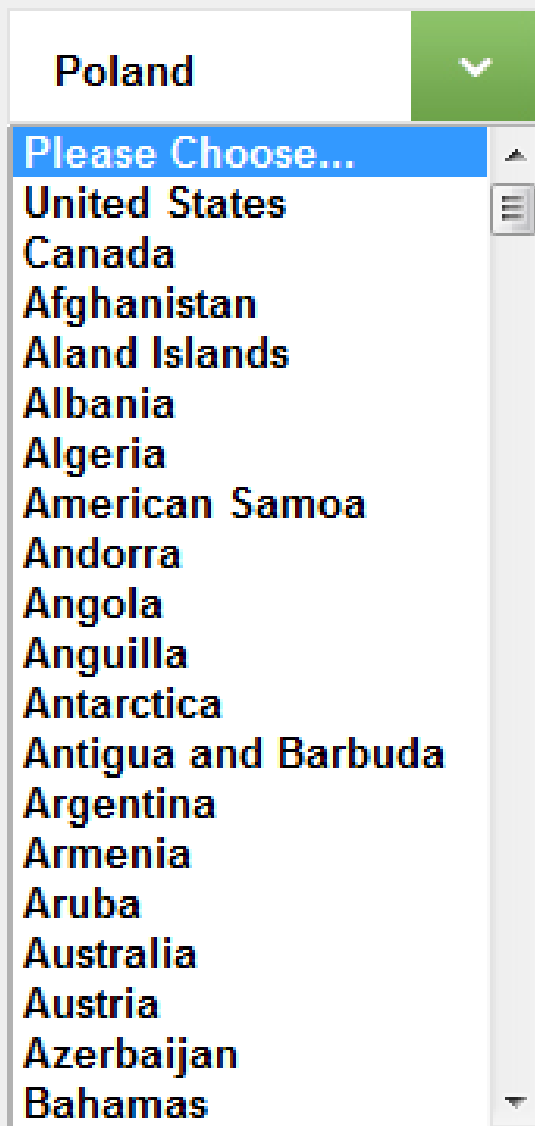 Poland
Please Choose...
United States
Canada
Afghanistan
Aland Islands
Albania
Algeria
American Samoa
Andorra
Angola
Anguilla
Antarctica
Antigua and Barbuda
Argentina
Armenia
Aruba
Australia
Austria
Azerbaijan
Bahamas